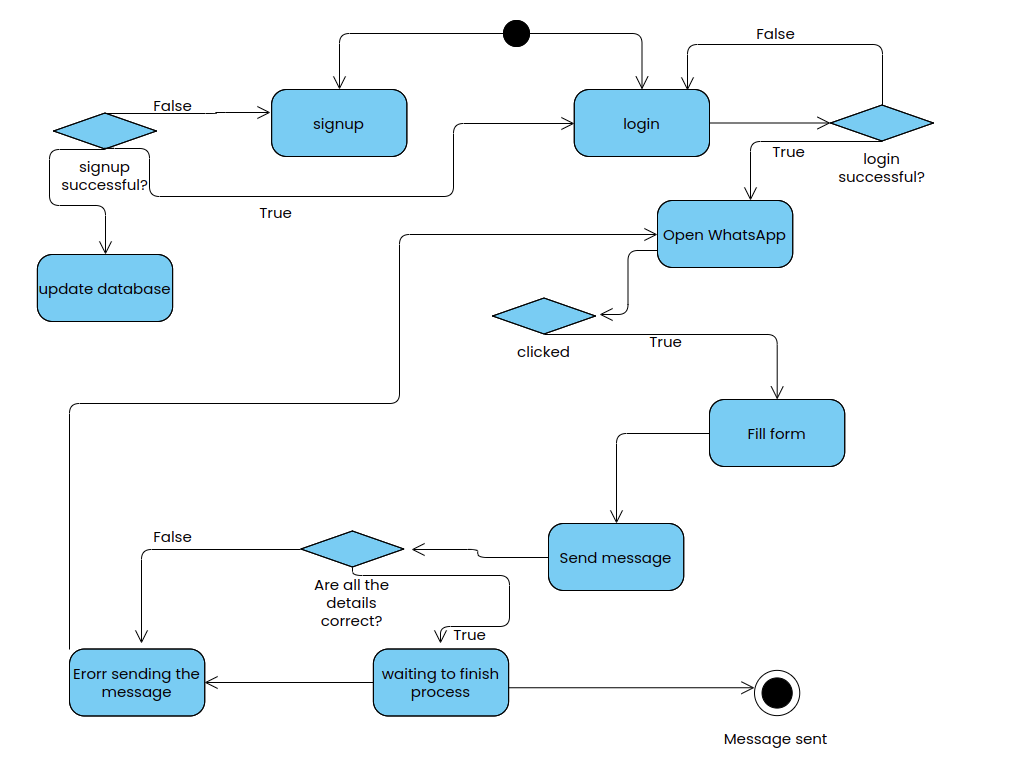 False
False
signup
login
True
login
successful?
signup
successful?
True
Open WhatsApp
update database
clicked
True
Fill form
False
Send message
Are all the
details
correct?
True
Erorr sending the
message
waiting to finish
process
Message sent